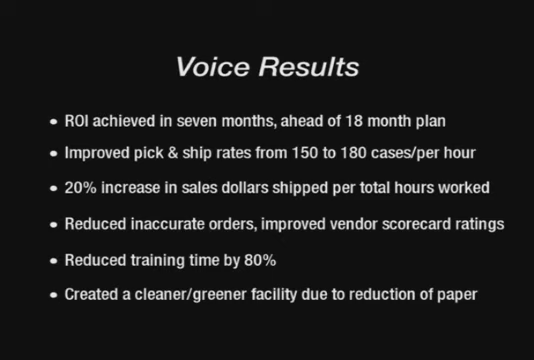 Voice Results
• ROI achieved in seven months, ahead of 18 month plan
• Improved pick & ship rates from 150 to 180 cases/per hour
• 20% increase in sales dollars shipped per total hours worked
• Reduced inaccurate orders, improved vendor scorecard ratings
• Reduced training time by 80%
• Created a cleaner/greener facility due to reduction of paper